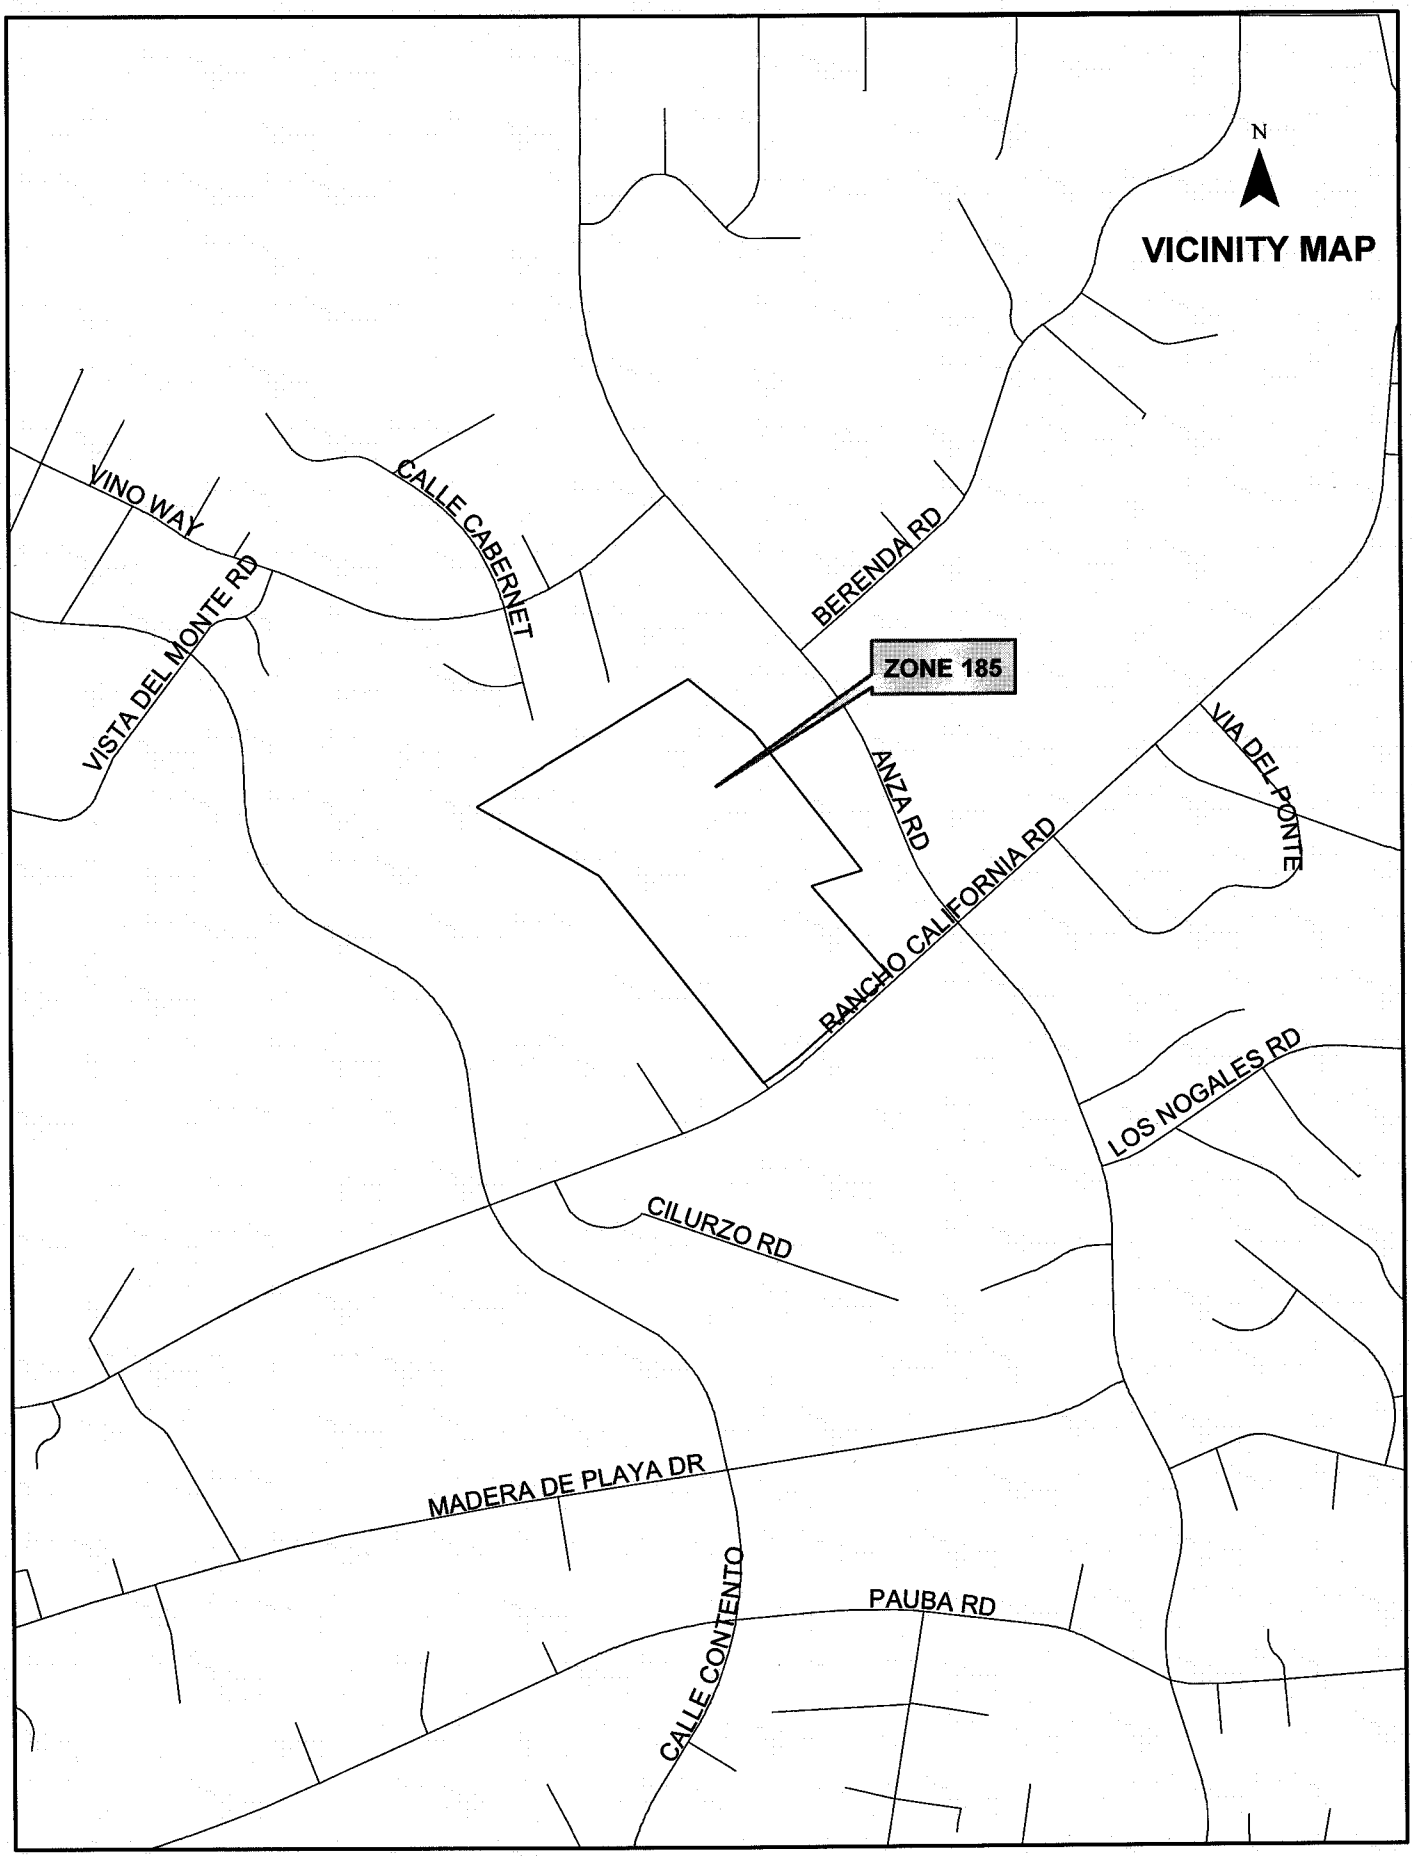 N
VICINITY MAP
VINO WAY
CALLE CABERNET
VISTA DEL MONTE RD
BERENDA RD
ZONE 185
ANZA RD
VIA DEL PONTE
RANCHO CALIFORNIA RD
LOS NOGALES RD
CILURZO RD
MADERA DE PLAYA DR
CALLE CONTENTO
PAUBA RD